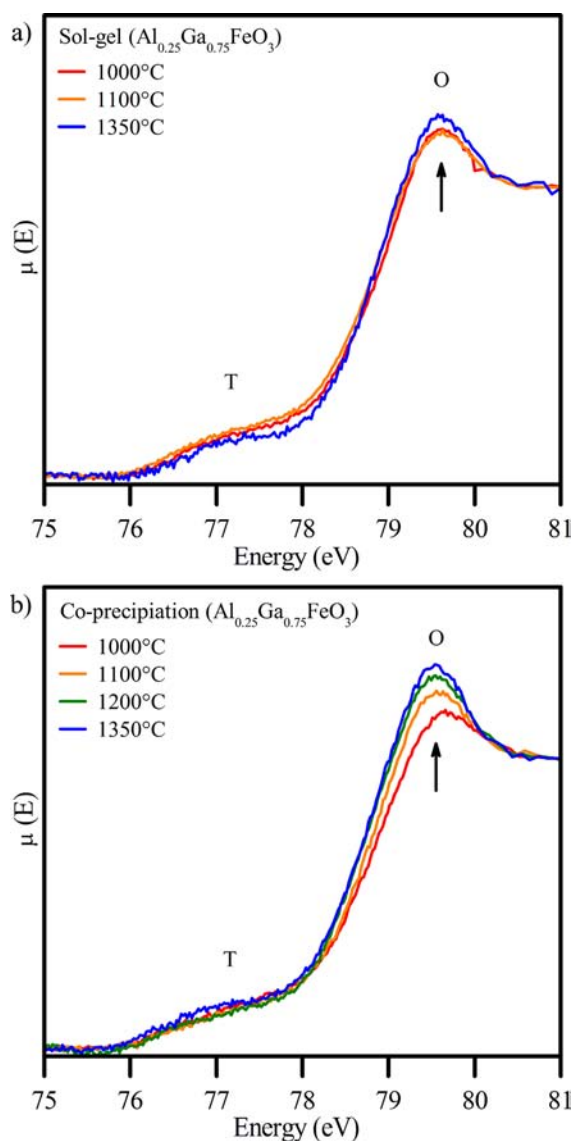 a)
Sol-gel (Al0.25Ga0.75FeO3)
1000°C
1100°C
1350°C
O
T
μ (E)
75 76 77 78 79 80 81
Energy (eV)
b)
Co-precipiation (Al0.25Ga0.75FeO3)
1000°C
1100°C
1200°C
1350°C
O
T
μ (E)
75 76 77 78 79 80 81
Energy (eV)